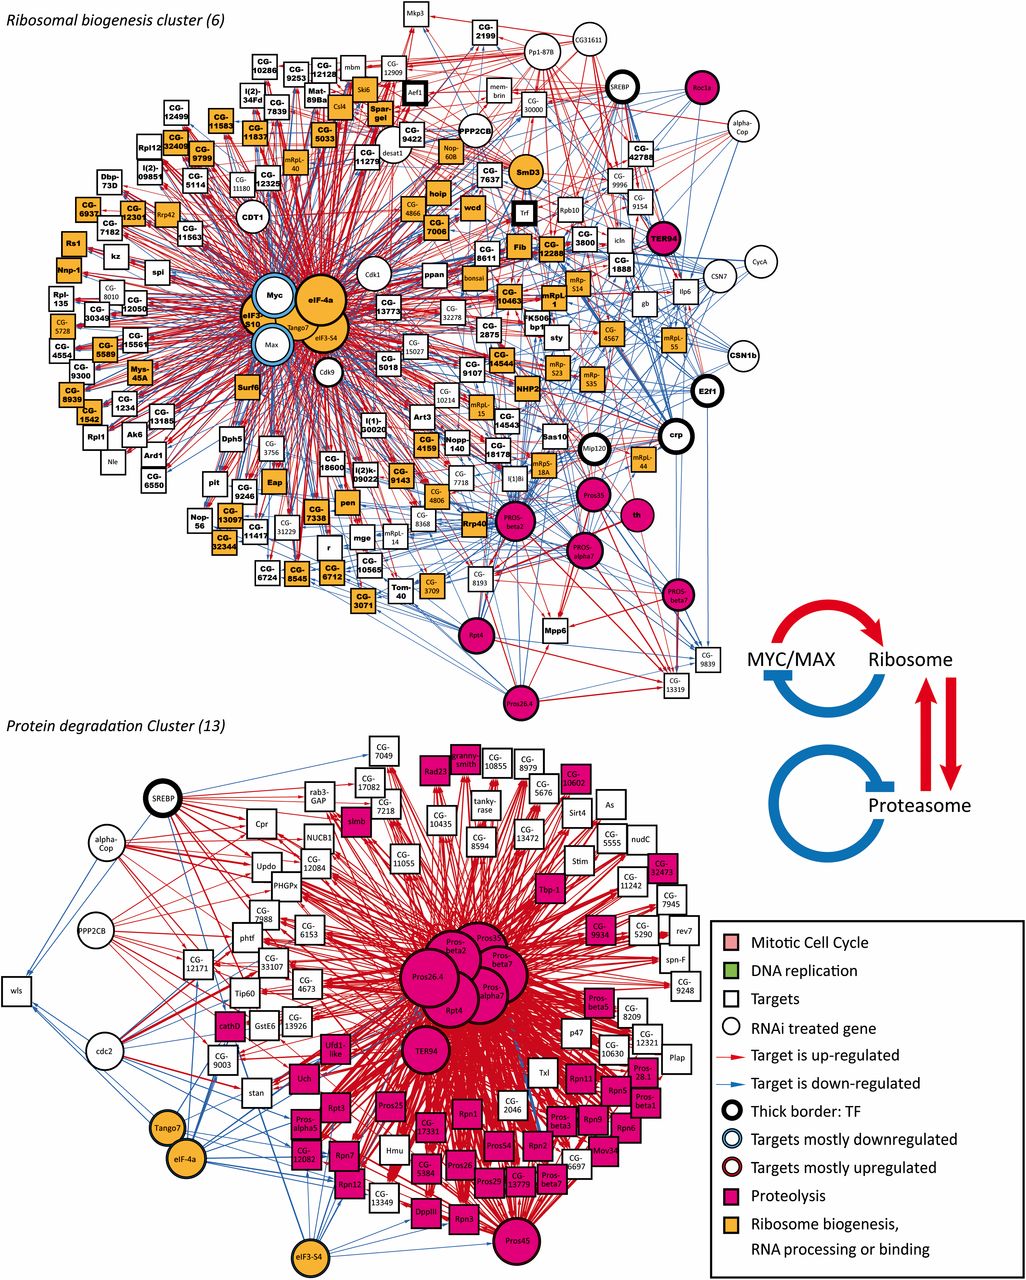 Ribosomal biogenesis cluster (6)
Mkp3
CG-
2199
Pp1-87B
CG31611
SREBP
Roc1a
alpha-
Cop
CG-
10286
CG-
9253
CG-
12128
mbm
CG-
12909
Aef1
mem-
brin
CG-
30000
l(2)-
34Fd
CG-
7839
Mat-
89Ba
Csl4
Ski6
Spar-
gel
CG-
12499
CG-
11583
CG-
11837
CG-
5033
CG-
9422
PPP2CB
desat1
CG-
11279
Nop-
60B
Rpl12
CG-
32409
CG-
9799
mRpL-
40
CG-
7637
SmD3
CG-
42788
l(2)-
09851
CG-
5114
CG-
11180
CG-
12325
CG-
9996
CG-
9154
Dbp-
73D
CG-
6937
CG-
12301
Rrp42
CDT1
hoip
CG-
4866
CG-
7006
wcd
Trf
Rpb10
CG-
7182
CG-
11563
Rs1
kz
spi
Nnp-1
CG-
8611
Fib
CG-
12288
CG-
3800
icln
CG-
1888
TER94
CycA
CSN7
Cdk1
ppan
bonsai
mRp-
S14
Ilp6
gb
Rpl-
135
CG-
8010
CG-
12050
CG-
30349
Myc
eIF-4a
eIF3-
S10
Tango7
eIF3-S4
Max
CG-
13773
CG-
32278
CG-
10463
mRpL-
1
FK506-
bp1
CG-
5728
CG-
15561
CG-
4554
CG-
5589
CG-
2875
sty
CG-
4567
mRpL-
55
CSN1b
CG-
15027
CG-
9300
Mys-
45A
Cdk9
CG-
5018
CG-
9107
CG-
14544
mRp-
S23
mRp-
S35
CG-
8939
Surf6
NHP2
E2f1
CG-
1542
CG-
1234
CG-
13185
CG-
10214
mRpL-
15
CG-
14543
Art3
l(1)-
G0020
Rpl1
Ak6
Dph5
CG-
3756
CG-
4159
Nopp-
140
CG-
18178
Sas10
Mip120
crp
Nle
Ard1
CG-
6550
CG-
18600
l(2)k-
09022
CG-
9143
CG-
7718
l(1)Bi
mRpS-
18A
mRpL-
44
pit
CG-
9246
Eap
pen
CG-
4806
Pros35
th
Nop-
56
CG-
13097
CG-
11417
CG-
31229
CG-
7338
CG-
8368
Rrp40
PROS-
beta2
CG-
32344
r
mge
mRpL-
14
PROS-
alpha7
CG-
6724
CG-
8545
CG-
6712
CG-
10565
Tom-
40
CG-
3709
CG-
8193
PROS-
beta7
CG-
3071
Rpt4
Mpp6
CG-
9839
CG-
13319
Pros26.4
MYC/MAX
Ribosome
Proteasome
Protein degradation Cluster (13)
CG-
7049
Rad23
granny-
smith
CG-
10855
CG-
8979
CG-
10602
SREBP
rab3-
GAP
CG-
17082
CG-
7218
CG-
5676
tanky-
rase
Sirt4
As
Cpr
slmb
CG-
10435
alpha-
Cop
NUCB1
CG-
8594
CG-
13472
CG-
5555
nudC
CG-
12084
Updo
CG-
11055
Stim
CG-
32473
PHGPx
Tbp-1
CG-
11242
CG-
7945
CG-
7988
CG-
6153
PPP2CB
phtf
CG-
9934
CG-
5290
rev7
Pros35
Pros-
beta2
Pros-
beta7
Pros26.4
Pros-
alpha7
Rpt4
CG-
12171
CG-
33107
spn-F
CG-
4673
CG-
9248
wls
Tip60
Pros-
beta5
CG-
8209
cathD
GstE6
CG-
13926
p47
CG-
12321
cdc2
CG-
9003
Ufd1-
like
TER94
CG-
10630
Plap
stan
Uch
Txl
Rpn11
Pros-
28.1
Rpn5
Pros-
beta1
Rpt3
Pros25
CG-
2046
Tango7
Pros-
alpha5
CG-
17331
Rpn1
Pros-
beta3
Rpn9
Rpn6
eIF-4a
CG-
12082
Rpn7
Hmu
Pros54
Rpn2
Mov34
CG-
5384
Pros26
CG-
6697
Rpn12
CG-
13349
Pros29
CG-
13779
Pros-
beta7
DppIII
Rpn3
eIF3-S4
Pros45
Mitotic Cell Cycle
DNA replication
Targets
RNAi treated gene
Target is up-regulated
Target is down-regulated
Thick border: TF
Targets mostly downregulated
Targets mostly upregulated
Proteolysis
Ribosome biogenesis,
RNA processing or binding